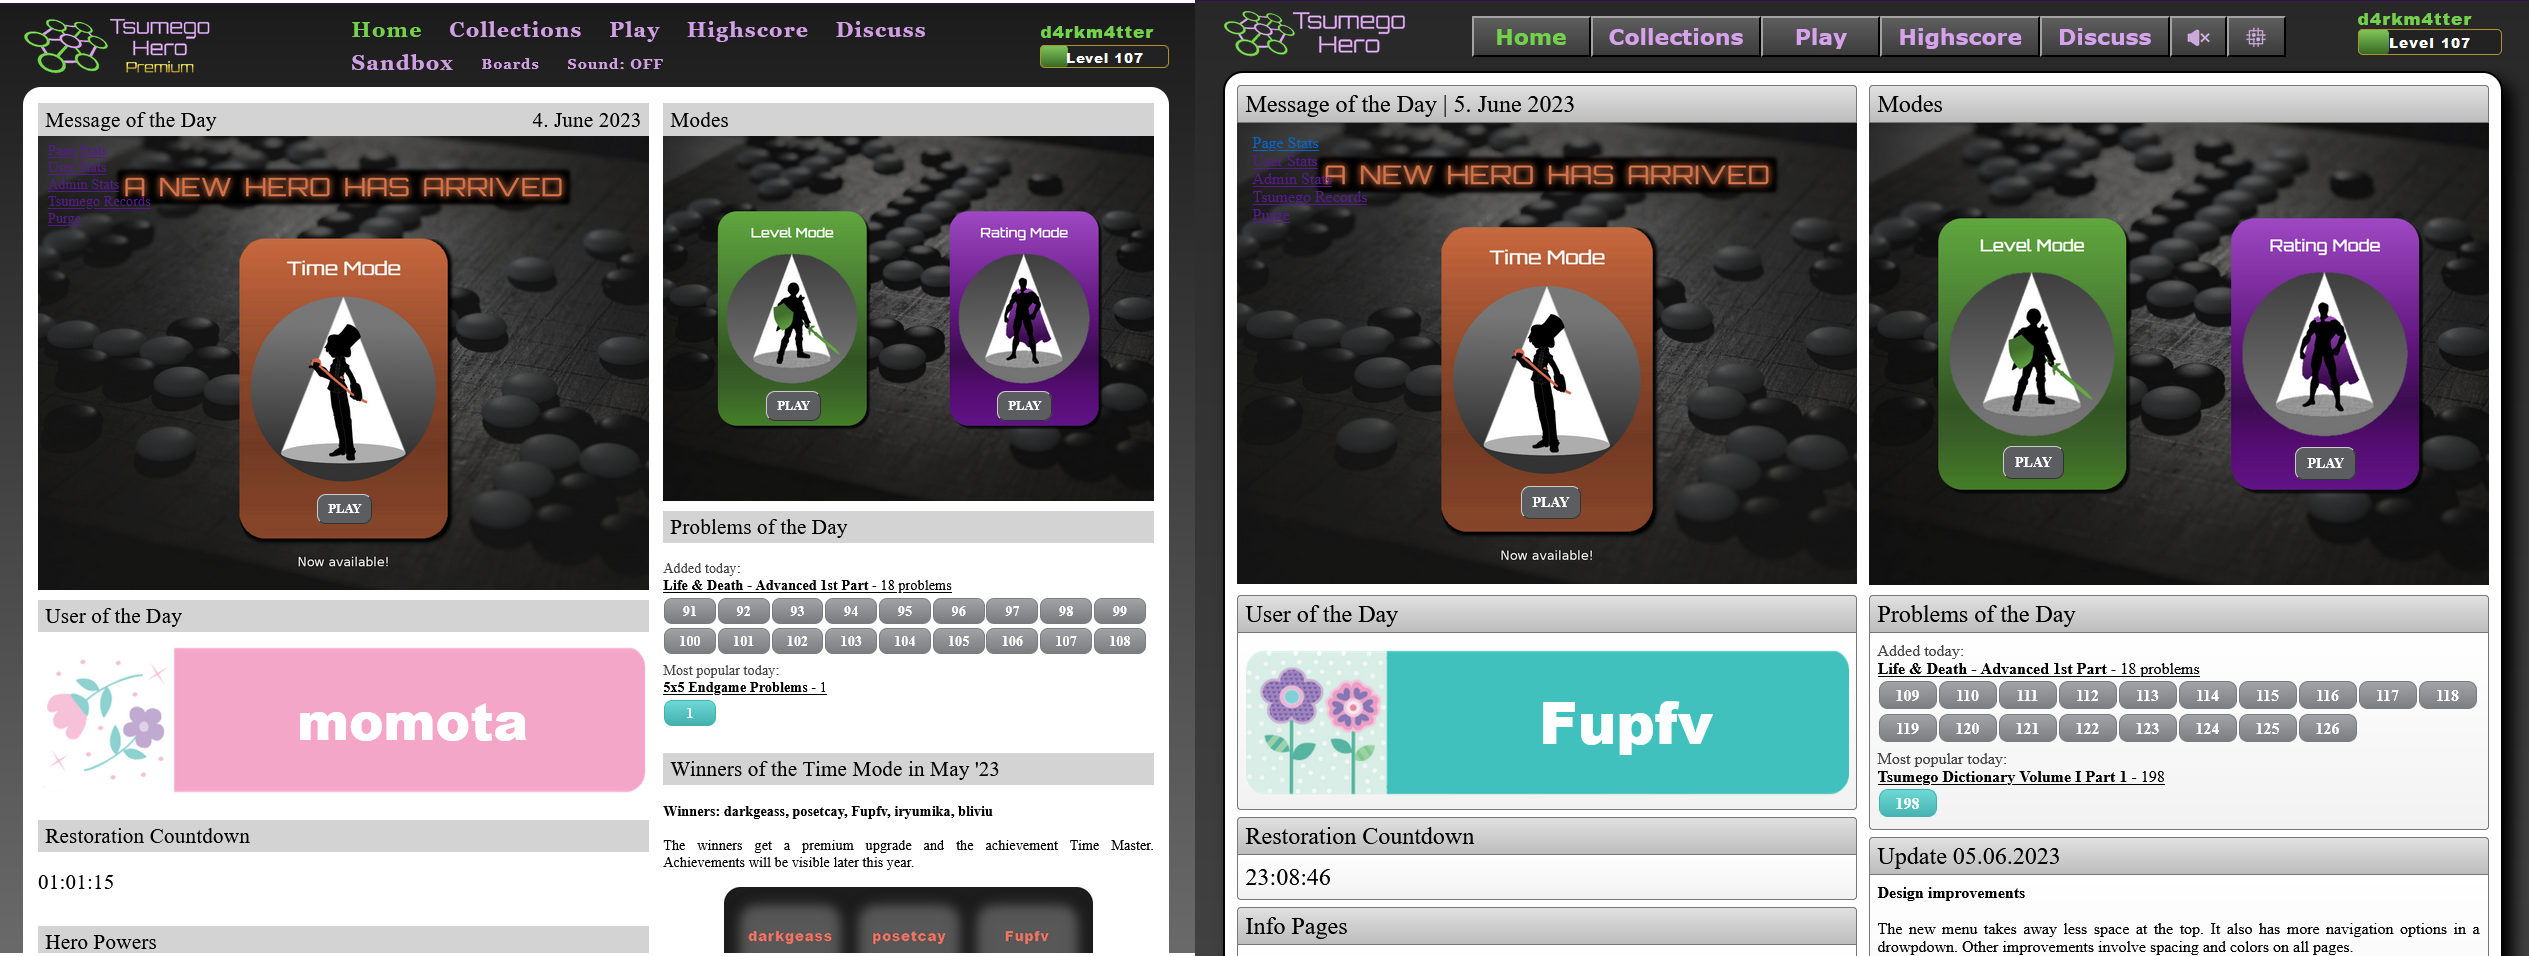 Tsumego
Hero
Premium
Home Collections Play Highscore Discuss
Sandbox Boards Sound: OFF
d4rkm4tter
Level 107
Message of the Day 4. June 2023
Page Stats
User Stats
Admin Stats
Tsumego Records
Purge
A NEW HERO HAS ARRIVED
Time Mode
PLAY
Now available!
User of the Day
momota
Restoration Countdown
01:01:15
Hero Powers
Modes
Level Mode Rating Mode
PLAY PLAY
Problems of the Day
Added today:
Life & Death - Advanced 1st Part - 18 problems
91 92 93 94 95 96 97 98 99
100 101 102 103 104 105 106 107 108
Most popular today:
5x5 Endgame Problems - 1
1
Winners of the Time Mode in May '23
Winners: darkgeass, posetcay, Fupfv, iryumika, bliviu
The winners get a premium upgrade and the achievement Time Master.
Achievements will be visible later this year.
darkgeass posetcay Fupfv
Tsumego
Hero
Home Collections Play Highscore Discuss
d4rkm4tter
Level 107
Message of the Day | 5. June 2023
Page Stats
User Stats
Admin Stats
Tsumego Records
Purge
A NEW HERO HAS ARRIVED
Time Mode
PLAY
Now available!
User of the Day
Fupfv
Restoration Countdown
23:08:46
Info Pages
Modes
Level Mode Rating Mode
PLAY PLAY
Problems of the Day
Added today:
Life & Death - Advanced 1st Part - 18 problems
109 110 111 112 113 114 115 116 117 118
119 120 121 122 123 124 125 126
Most popular today:
Tsumego Dictionary Volume I Part 1 - 198
198
Update 05.06.2023
Design improvements
The new menu takes away less space at the top. It also has more navigation options in a
drowpdown. Other improvements involve spacing and colors on all pages.